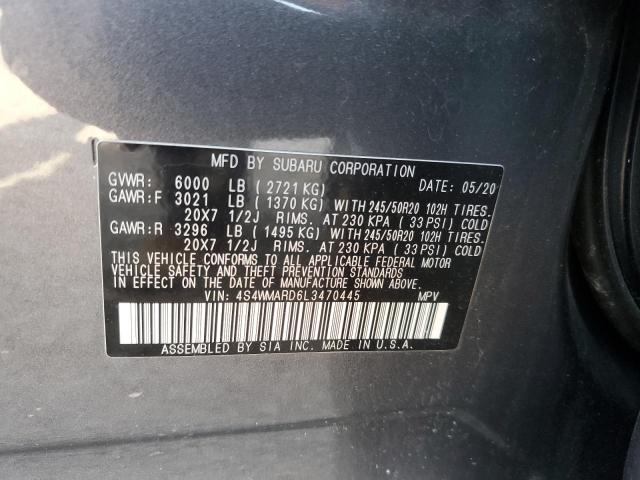 MFD BY SUBARU CORPORATION
GVWR: 6000 LB ( 2721 KG) DATE: 05/20
GAWR:F 3021 LB ( 1370 KG) WITH 245/50R20 102H TIRES.
20X7 1/2J RIMS. AT 230 KPA ( 33 PSI) COLD
GAWR:R 3296 LB ( 1495 KG) WITH 245/50R20 102H TIRES.
20X7 1/2J RIMS. AT 230 KPA ( 33 PSI) COLD
THIS VEHICLE CONFORMS TO ALL APPLICABLE FEDERAL MOTOR
VEHICLE SAFETY AND THEFT PREVENTION STANDARDS
IN EFFECT ON THE DATE OF MANUFACTURE SHOWN ABOVE.
VIN: 4S4WMARD6L3470445 MPV
ASSEMBLED BY SIA INC. MADE IN U.S.A.